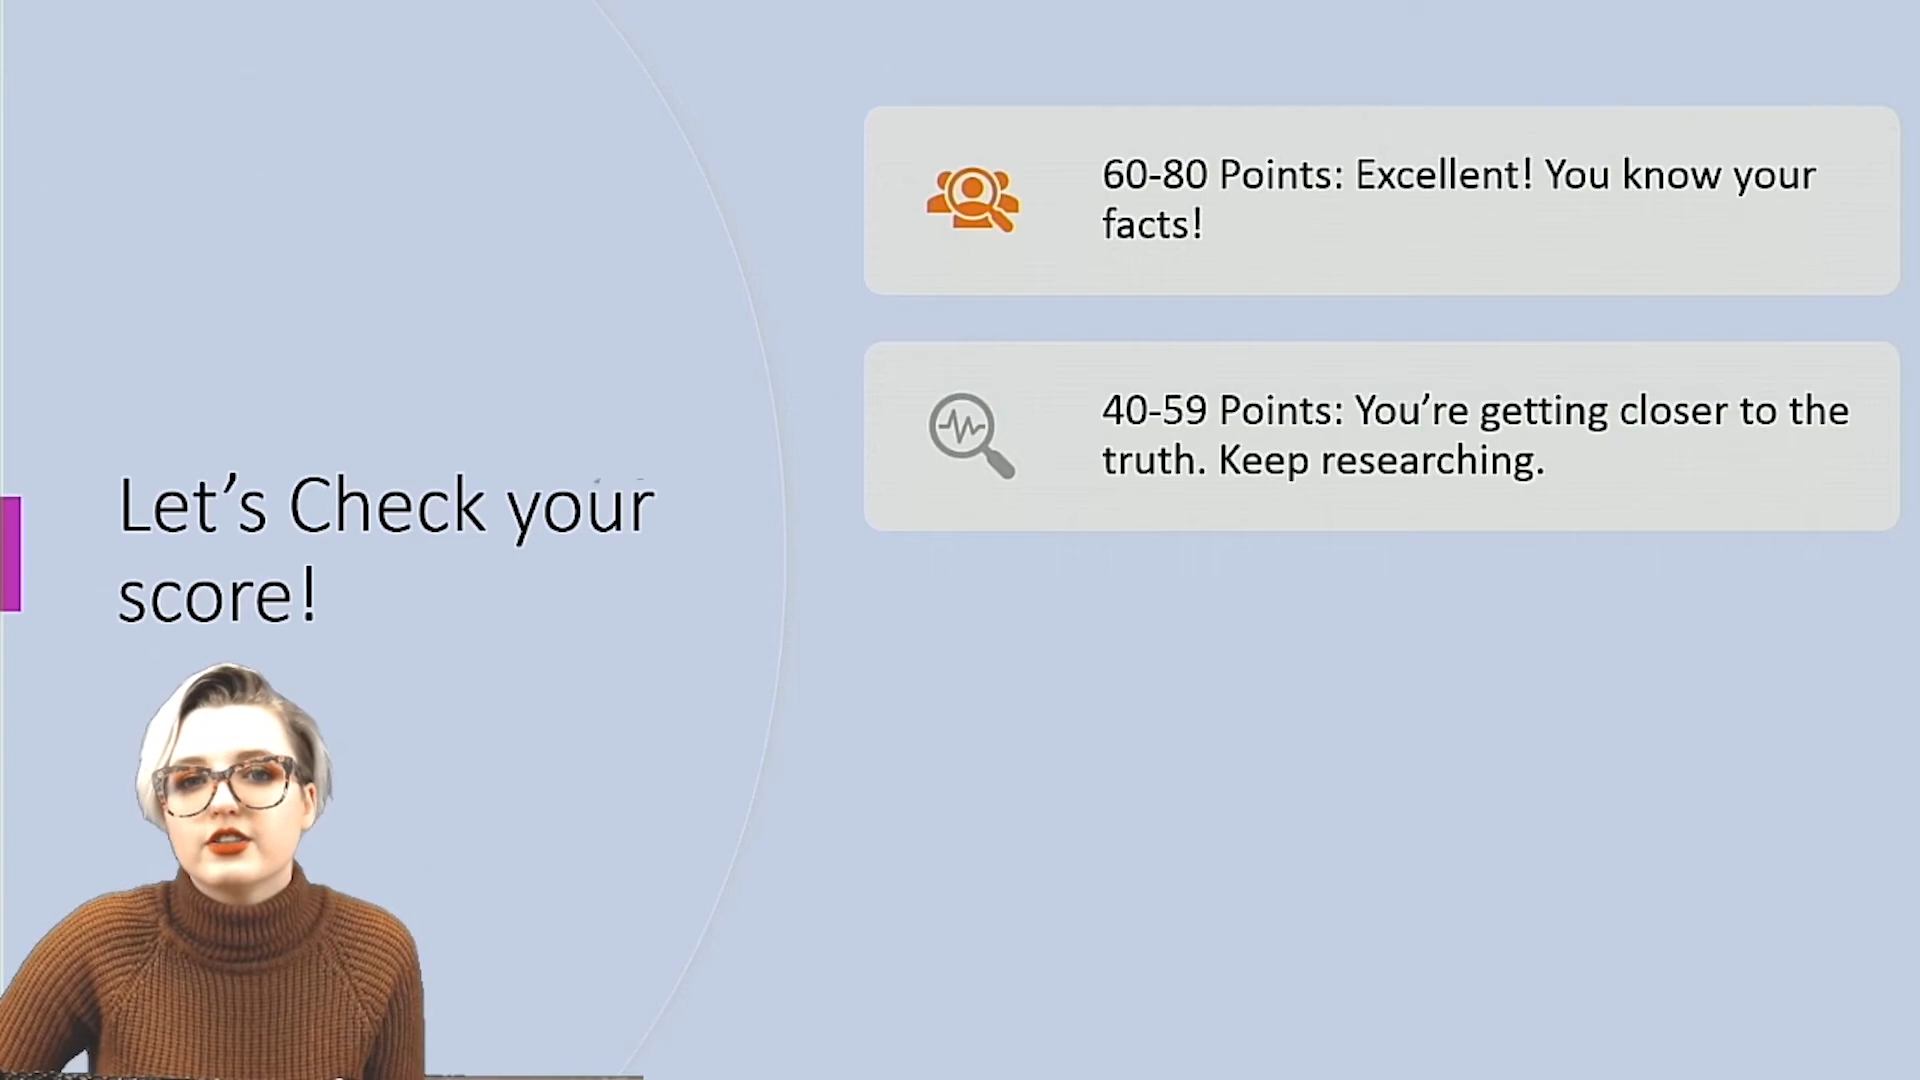 Let's Check your
score!
60-80 Points: Excellent! You know your
facts!
40-59 Points: You're getting closer to the
truth. Keep researching.